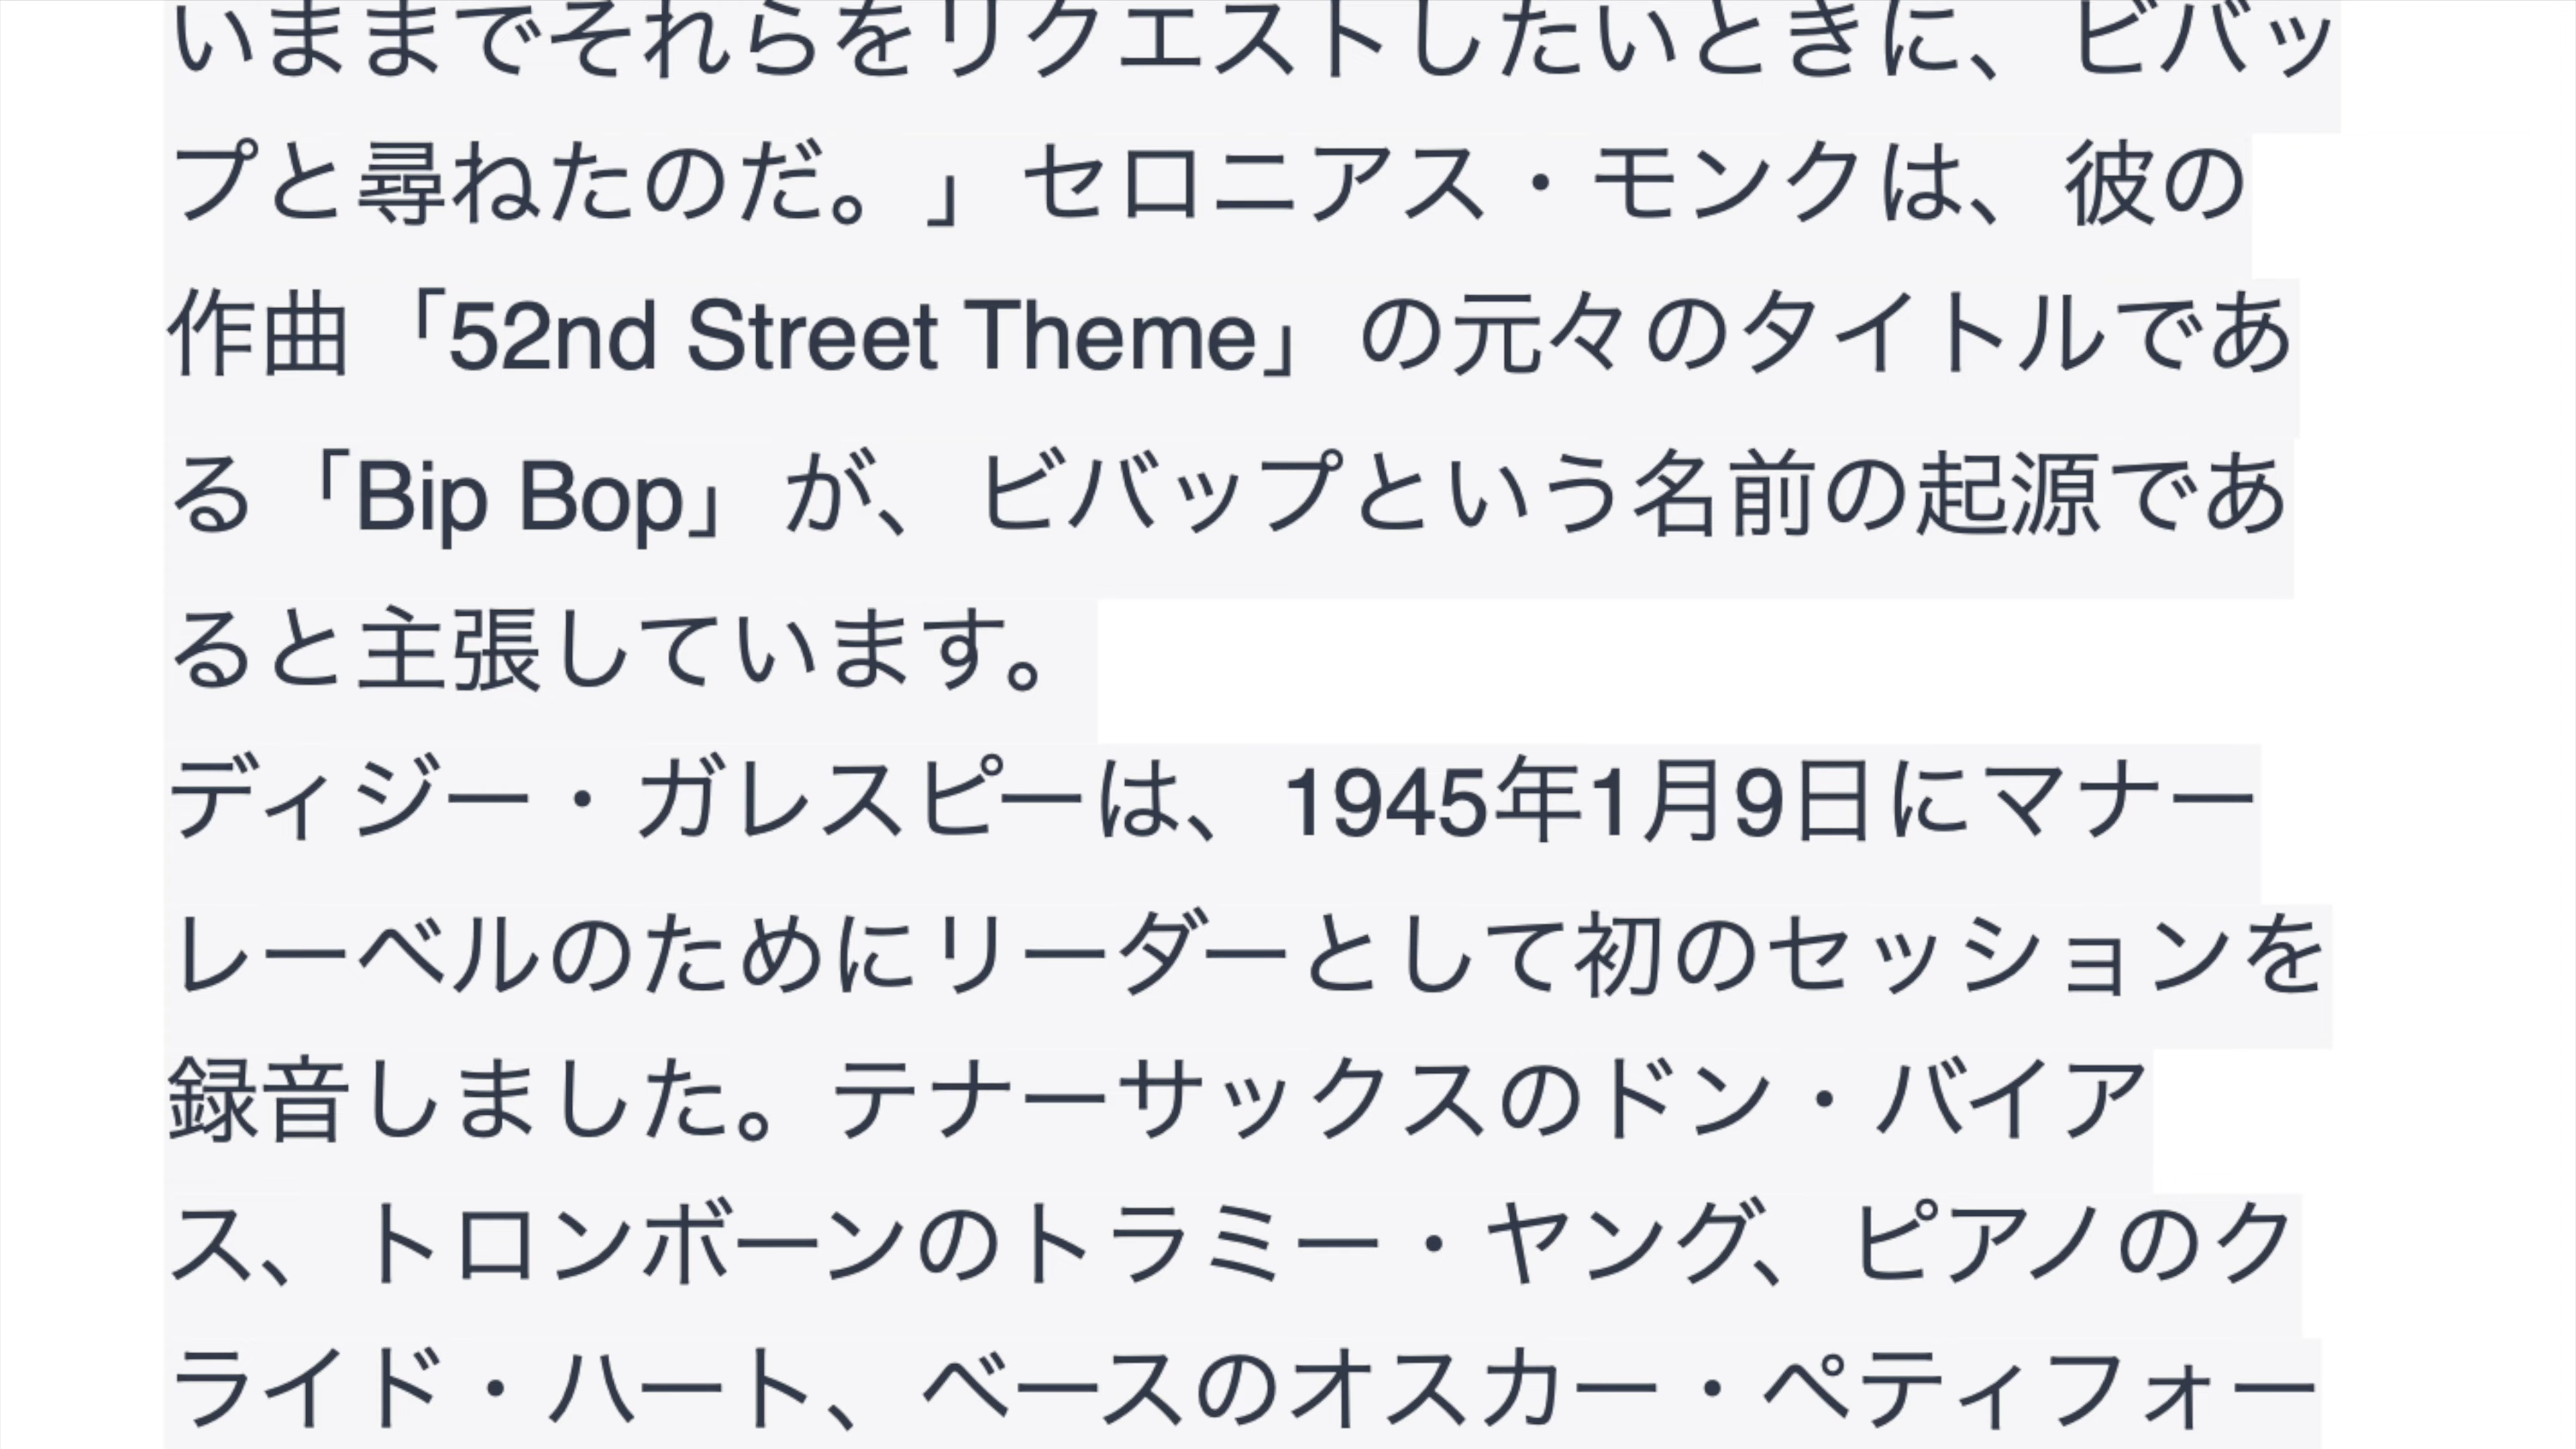 いままでそれらをリクエストしたいときに、ビバッ
プと尋ねたのだ。」セロニアス・モンクは、彼の
作曲「52nd Street Theme」の元々のタイトルであ
る「Bip Bop」が、ビバップという名前の起源であ
ると主張しています。
ディジー・ガレスピーは、1945年1月9日にマナー
レーベルのためにリーダーとして初のセッションを
録音しました。テナーサックスのドン・バイア
ス、トロンボーンのトラミー・ヤング、ピアノのク
ライド・ハート、ベースのオスカー・ペティフォー